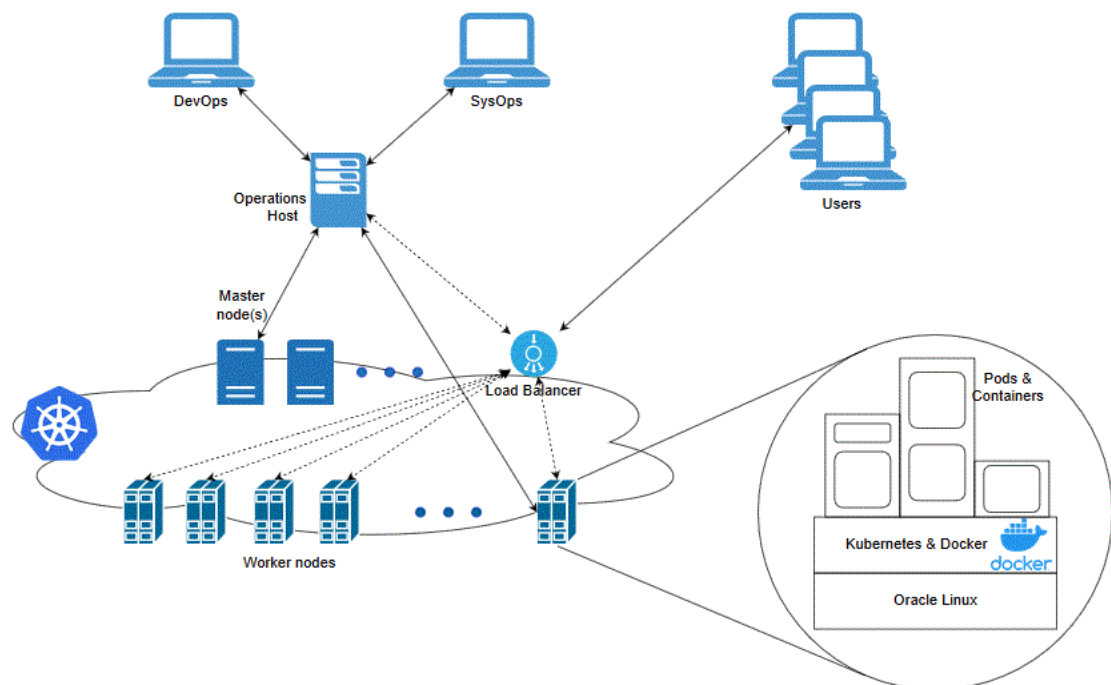 DevOps
SysOps
Users
Operations
Host
Master
node(s)
Load Balancer
Worker nodes
Pods &
Containers
Kubernetes & Docker
docker
Oracle Linux